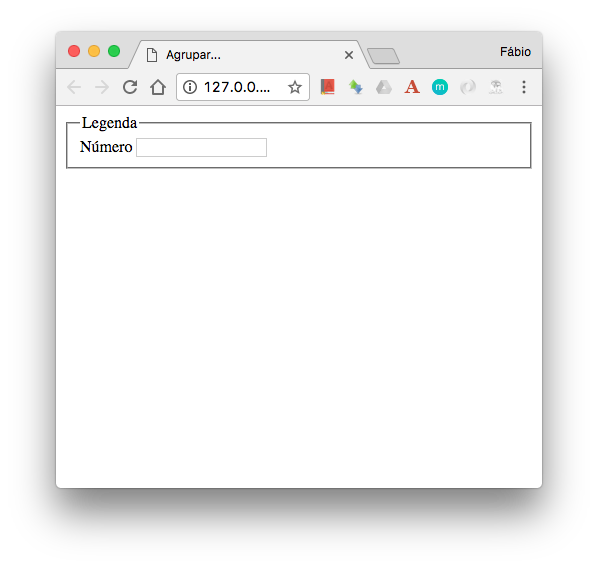 Agrupar...
Fábio
127.0.0....
A
A
m
Legenda
Número